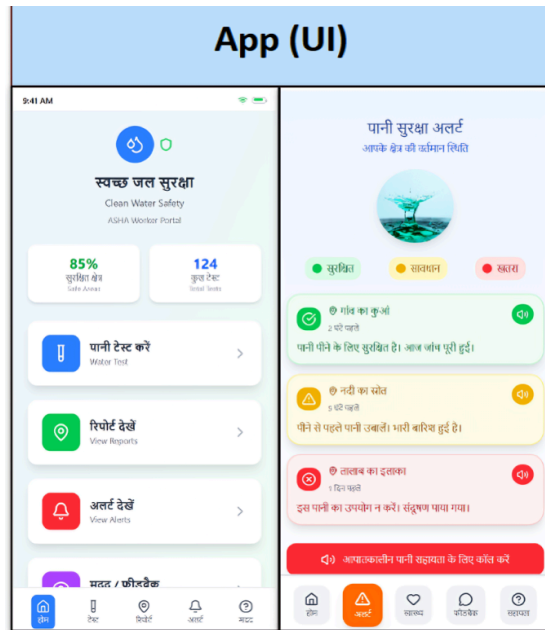 App (UI)
9:41 AM
स्वच्छ जल सुरक्षा
Clean Water Safety
ASHA Worker Portal
85%
सुरक्षित क्षेत्र
Safe Areas
124
कुल टेस्ट
Total Tests
पानी टेस्ट करें
Water Test
रिपोर्ट देखें
View Reports
अलर्ट देखें
View Alerts
मदद / फीडबैक
होम
टेस्ट
रिपोर्ट
अलर्ट
मदद
पानी सुरक्षा अलर्ट
आपके क्षेत्र की वर्तमान स्थिति
सुरक्षित
सावधान
खतरा
गांव का कुआं
2 घंटे पहले
पानी पीने के लिए सुरक्षित है। आज जांच पूरी हुई।
नदी का स्रोत
5 घंटे पहले
पीने से पहले पानी उबालें। भारी बारिश हुई है।
तालाब का इलाका
1 दिन पहले
इस पानी का उपयोग न करें। संदूषण पाया गया।
आपातकालीन पानी सहायता के लिए कॉल करें
होम
अलर्ट
स्वास्थ्य
फीडबैक
सहायता